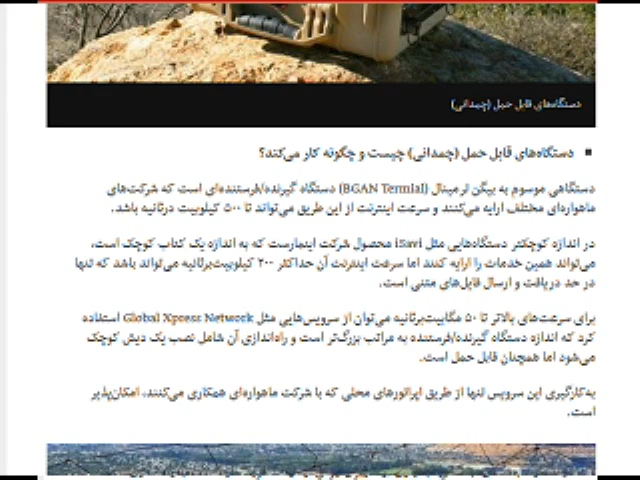 دستگاه‌های قابل حمل (چمدانی)
دستگاه‌های قابل حمل (چمدانی) چیست و چگونه کار می‌کند؟
دستگاهی موسوم به بیگن ترمینال (BGAN Termial) دستگاه گیرنده/فرستنده‌ای است که شرکت‌های
ماهواره‌ای مختلف ارایه می‌کنند و سرعت اینترنت از این طریق می‌تواند تا ۵۰۰ کیلوبیت درثانیه باشد.
در اندازه کوچکتر دستگاه‌هایی مثل iSavi محصول شرکت اینمارست که به اندازه یک کتاب کوچک است،
می‌تواند همین خدمات را ارایه کنند اما سرعت اینترنت آن حداکثر ۲۰۰ کیلوبیت‌برثانیه می‌تواند باشد که تنها
در حد دریافت و ارسال فایل‌های متنی است.
برای سرعت‌های بالاتر تا ۵۰ مگابیت‌برثانیه می‌توان از سرویس‌هایی مثل Global Xpress Network استفاده
کرد که اندازه دستگاه گیرنده/فرستنده به مراتب بزرگ‌تر است و راه‌اندازی آن شامل نصب یک دیش کوچک
می‌شود اما همچنان قابل حمل است.
به‌کارگیری این سرویس تنها از طریق اپراتورهای محلی که با شرکت ماهواره‌ای همکاری می‌کنند، امکان‌پذیر
است.